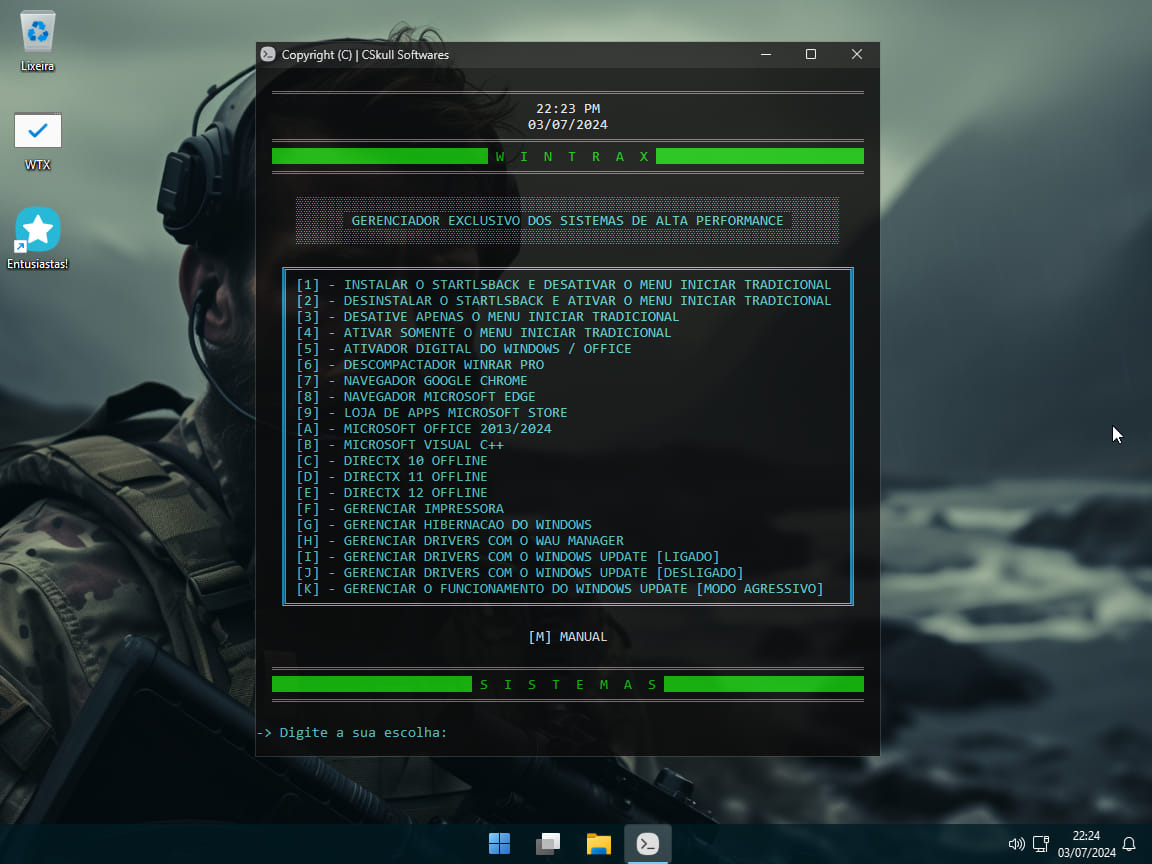 Lixeira
WTX
Entusiastas!
Copyright (C) | CSkull Softwares
22:23 PM
03/07/2024
W I N T R A X
GERENCIADOR EXCLUSIVO DOS SISTEMAS DE ALTA PERFORMANCE
[1] - INSTALAR O STARTLSBACK E DESATIVAR O MENU INICIAR TRADICIONAL
[2] - DESINSTALAR O STARTLSBACK E ATIVAR O MENU INICIAR TRADICIONAL
[3] - DESATIVE APENAS O MENU INICIAR TRADICIONAL
[4] - ATIVAR SOMENTE O MENU INICIAR TRADICIONAL
[5] - ATIVADOR DIGITAL DO WINDOWS / OFFICE
[6] - DESCOMPACTADOR WINRAR PRO
[7] - NAVEGADOR GOOGLE CHROME
[8] - NAVEGADOR MICROSOFT EDGE
[9] - LOJA DE APPS MICROSOFT STORE
[A] - MICROSOFT OFFICE 2013/2024
[B] - MICROSOFT VISUAL C++
[C] - DIRECTX 10 OFFLINE
[D] - DIRECTX 11 OFFLINE
[E] - DIRECTX 12 OFFLINE
[F] - GERENCIAR IMPRESSORA
[G] - GERENCIAR HIBERNACAO DO WINDOWS
[H] - GERENCIAR DRIVERS COM O WAU MANAGER
[I] - GERENCIAR DRIVERS COM O WINDOWS UPDATE [LIGADO]
[J] - GERENCIAR DRIVERS COM O WINDOWS UPDATE [DESLIGADO]
[K] - GERENCIAR O FUNCIONAMENTO DO WINDOWS UPDATE [MODO AGRESSIVO]
[M] MANUAL
S I S T E M A S
-> Digite a sua escolha:
22:24
03/07/2024